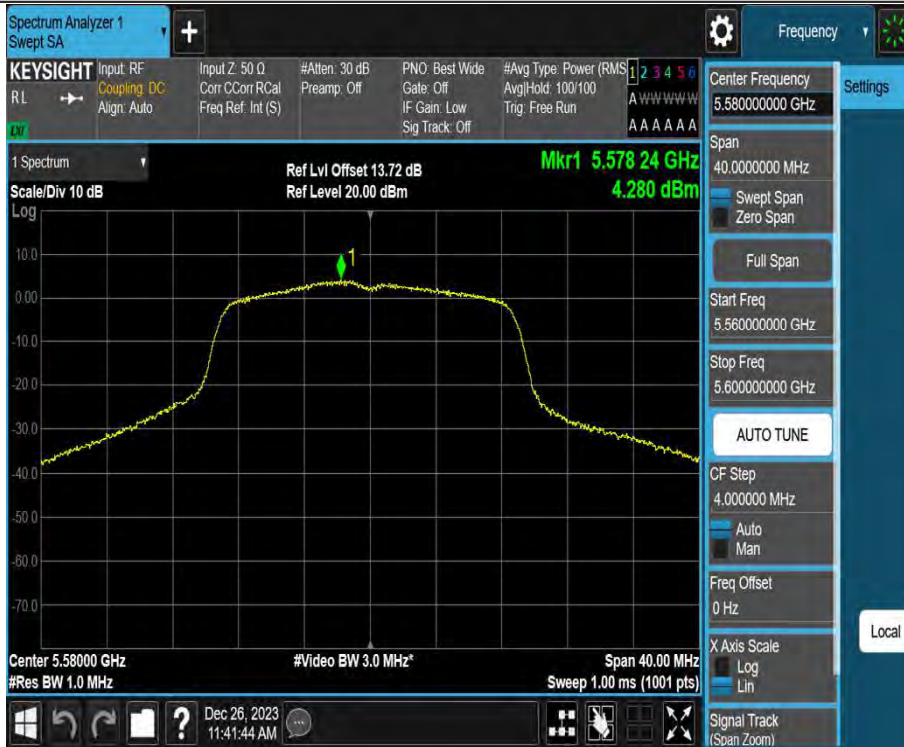 Spectrum Analyzer 1
Swept SA
+
Frequency
KEYSIGHT
RL
LXI
Input: RF
Coupling: DC
Align: Auto
Input Z: 50 Ω
Corr CCorr RCal
Freq Ref: Int (S)
#Atten: 30 dB
Preamp: Off
PNO: Best Wide
Gate: Off
IF Gain: Low
Sig Track: Off
#Avg Type: Power (RMS
Avg|Hold: 100/100
Trig: Free Run
1 2 3 4 5 6
A W W W W W
A A A A A A
Center Frequency
5.580000000 GHz
Settings
1 Spectrum
Scale/Div 10 dB
Ref Lvl Offset 13.72 dB
Ref Level 20.00 dBm
Mkr1 5.578 24 GHz
4.280 dBm
Span
40.0000000 MHz
Swept Span
Zero Span
Full Span
Start Freq
5.560000000 GHz
Stop Freq
5.600000000 GHz
AUTO TUNE
CF Step
4.000000 MHz
Auto
Man
Freq Offset
0 Hz
X Axis Scale
Log
Lin
Local
Signal Track
(Span Zoom)
Log
10.0
0.00
-10.0
-20.0
-30.0
-40.0
-50.0
-60.0
-70.0
1
Center 5.58000 GHz
#Res BW 1.0 MHz
#Video BW 3.0 MHz*
Span 40.00 MHz
Sweep 1.00 ms (1001 pts)
?
Dec 26, 2023
11:41:44 AM